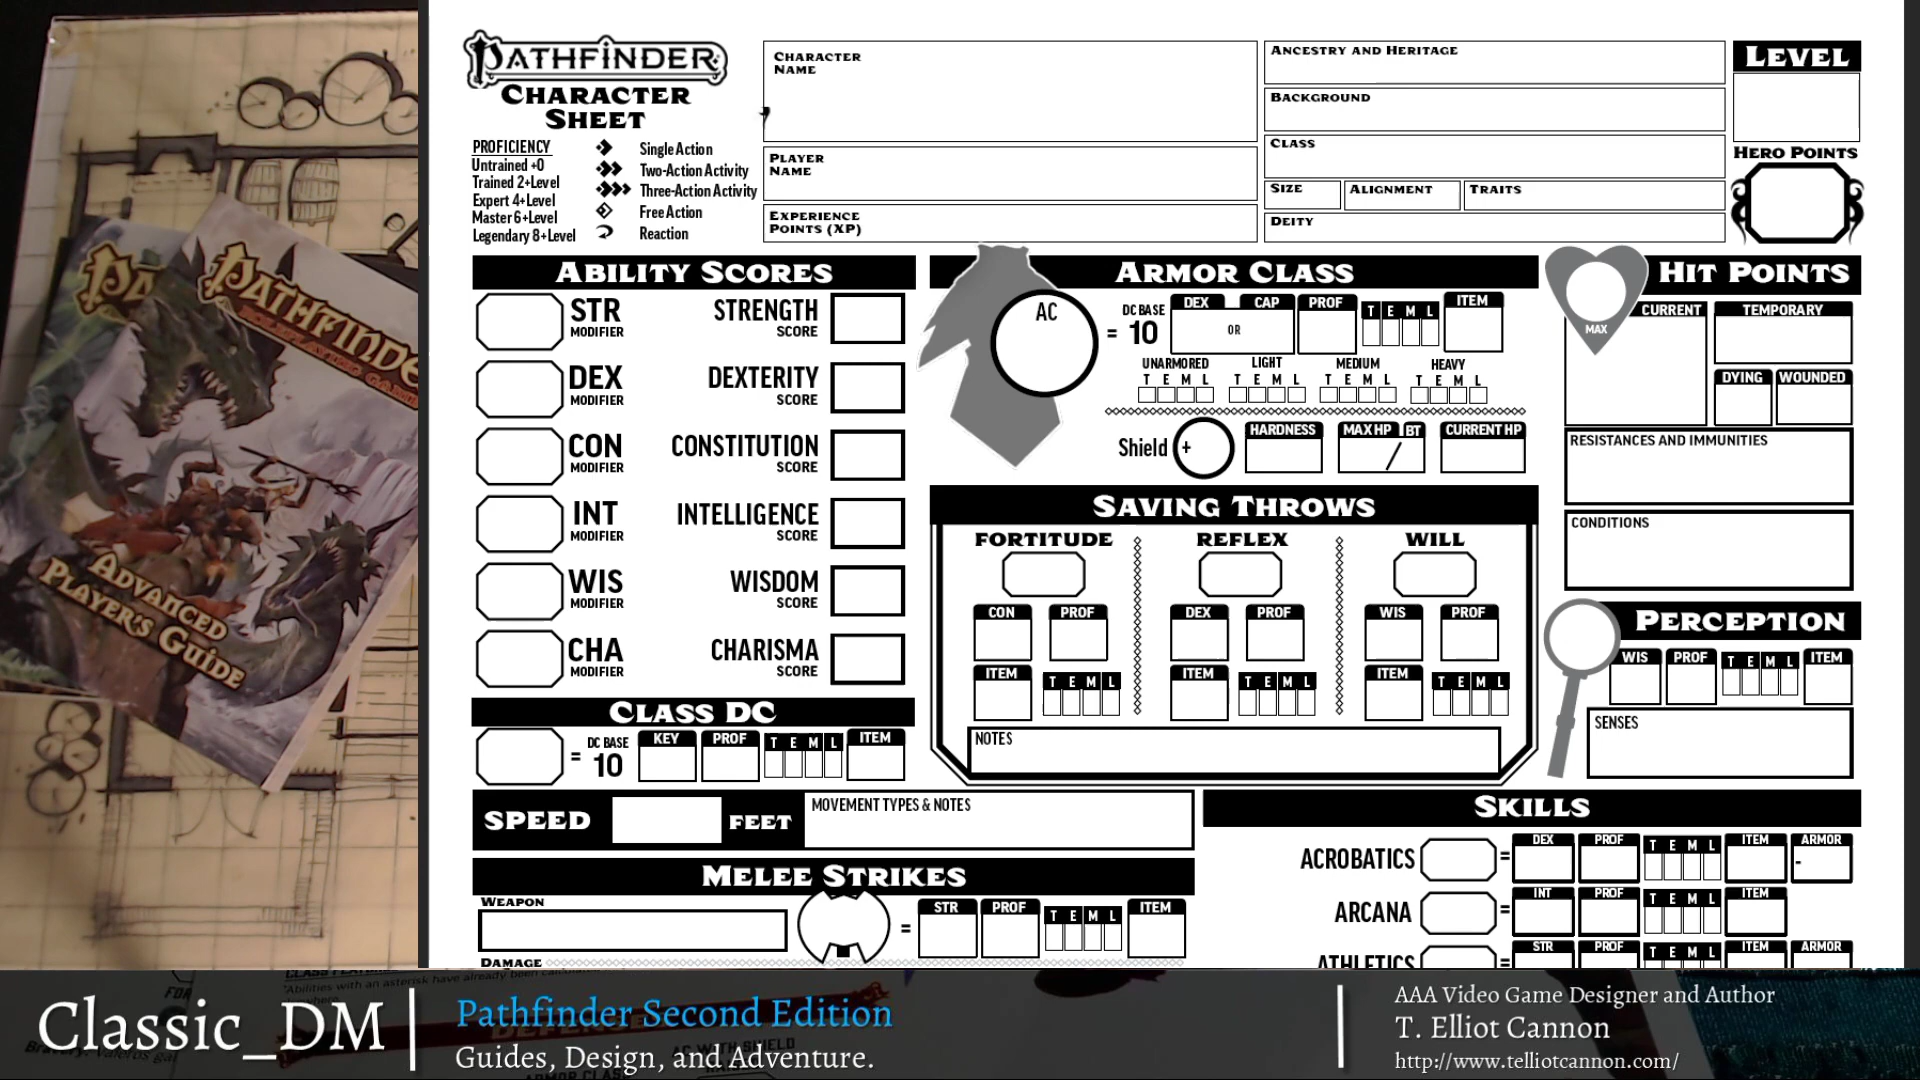 PATHFINDER
CHARACTER
SHEET
PROFICIENCY
Untrained +0
Trained 2+Level
Expert 4+Level
Master 6+Level
Legendary 8+Level
Single Action
Two-Action Activity
Three-Action Activity
Free Action
Reaction
CHARACTER
NAME
PLAYER
NAME
EXPERIENCE
POINTS (XP)
ANCESTRY AND HERITAGE
BACKGROUND
CLASS
SIZE
ALIGNMENT
TRAITS
DEITY
LEVEL
HERO POINTS
ABILITY SCORES
STR
MODIFIER
STRENGTH
SCORE
DEX
MODIFIER
DEXTERITY
SCORE
CON
MODIFIER
CONSTITUTION
SCORE
INT
MODIFIER
INTELLIGENCE
SCORE
WIS
MODIFIER
WISDOM
SCORE
CHA
MODIFIER
CHARISMA
SCORE
CLASS DC
= DC BASE
10
KEY PROF T E M L ITEM
ARMOR CLASS
AC
= DC BASE
10
DEX CAP PROF T E M L ITEM
OR
UNARMORED LIGHT MEDIUM HEAVY
T E M L T E M L T E M L T E M L
Shield +
HARDNESS MAX HP BT CURRENT HP
/
SAVING THROWS
FORTITUDE REFLEX WILL
CON PROF DEX PROF WIS PROF
ITEM T E M L ITEM T E M L ITEM T E M L
NOTES
HIT POINTS
MAX
CURRENT TEMPORARY
DYING WOUNDED
RESISTANCES AND IMMUNITIES
CONDITIONS
PERCEPTION
WIS PROF T E M L ITEM
SENSES
SPEED FEET
MOVEMENT TYPES & NOTES
MELEE STRIKES
WEAPON
= STR PROF T E M L ITEM
DAMAGE
SKILLS
ACROBATICS = DEX PROF T E M L ITEM ARMOR
-
ARCANA = INT PROF T E M L ITEM
ATHLETICS = STR PROF T E M L ITEM ARMOR
PATHFINDE
ADVANCED
PLAYER'S GUIDE
Classic_DM
Pathfinder Second Edition
Guides, Design, and Adventure.
AAA Video Game Designer and Author
T. Elliot Cannon
http://www.telliotcannon.com/